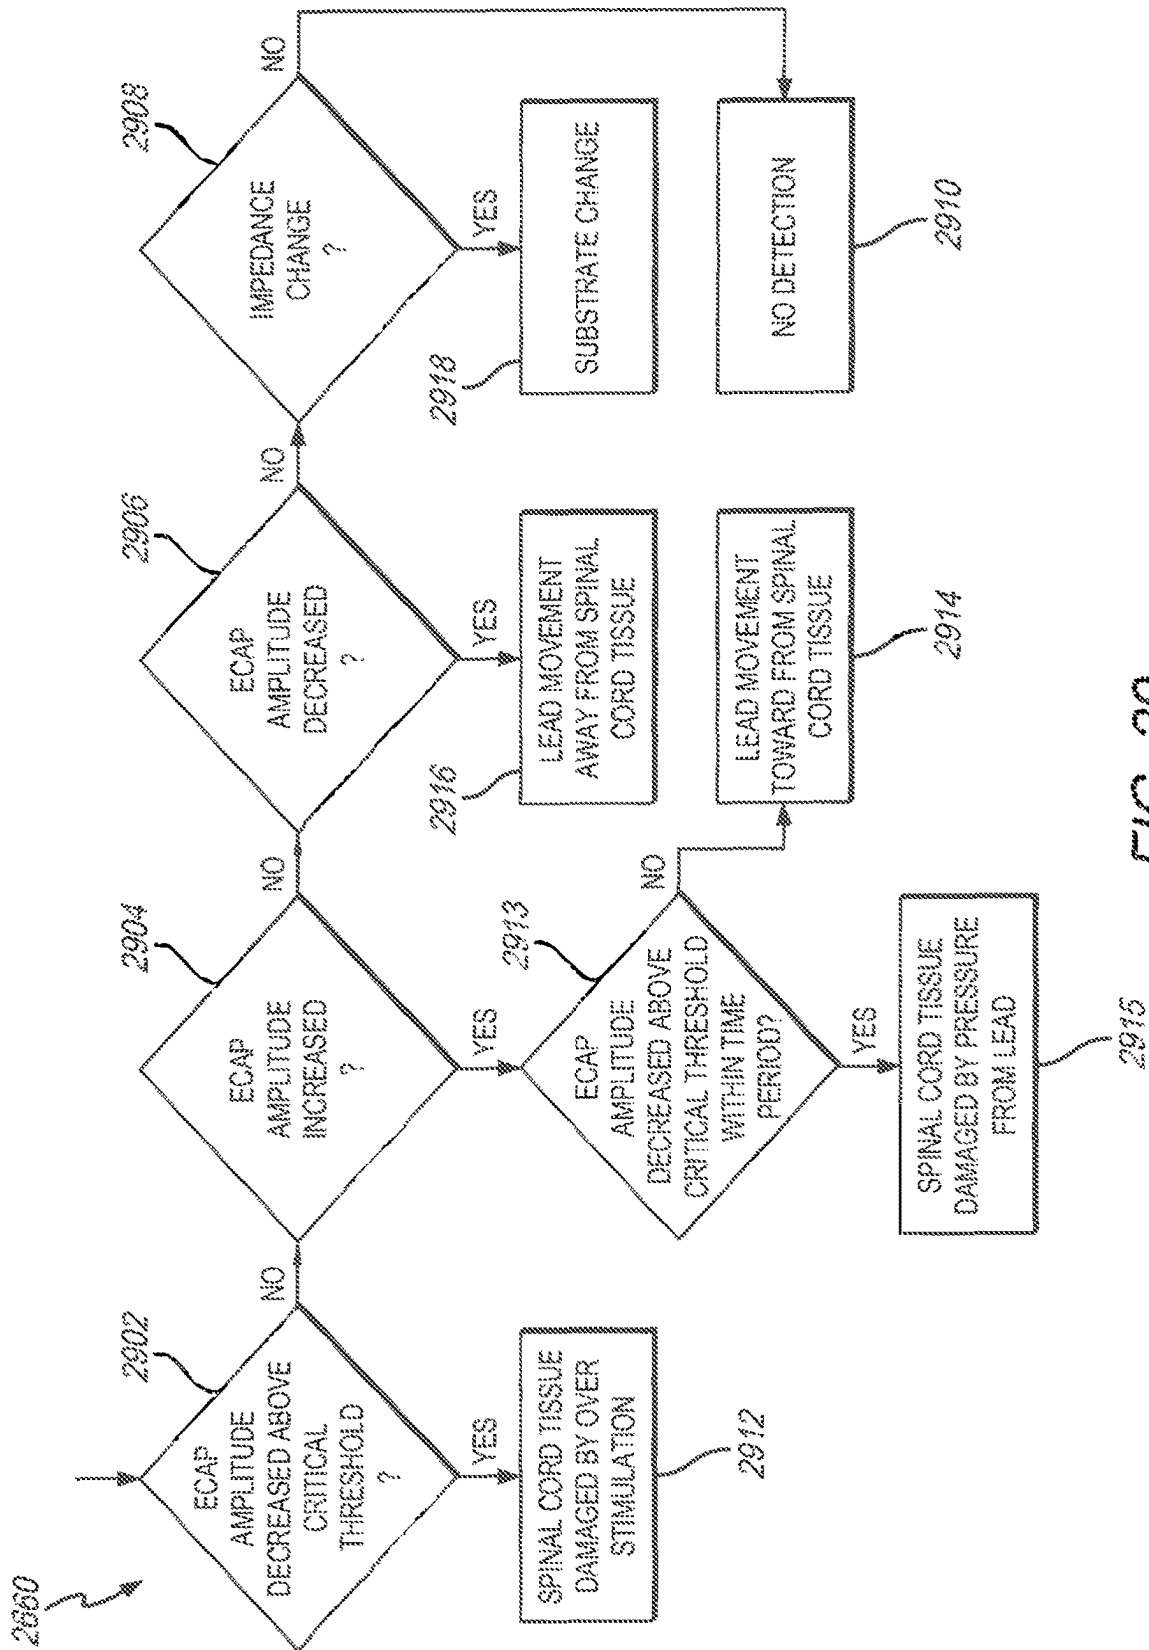 2660
2902
ECAP
AMPLITUDE
DECREASED ABOVE
CRITICAL
THRESHOLD
?
NO
YES
SPINAL CORD TISSUE
DAMAGED BY OVER
STIMULATION
2912
2904
ECAP
AMPLITUDE
INCREASED
?
NO
YES
2913
ECAP
AMPLITUDE
DECREASED ABOVE
CRITICAL THRESHOLD
WITHIN TIME
PERIOD?
NO
YES
SPINAL CORD TISSUE
DAMAGED BY PRESSURE
FROM LEAD
2915
2906
ECAP
AMPLITUDE
DECREASED
?
NO
YES
2916
LEAD MOVEMENT
AWAY FROM SPINAL
CORD TISSUE
LEAD MOVEMENT
TOWARD FROM SPINAL
CORD TISSUE
2914
2908
IMPEDANCE
CHANGE
?
NO
YES
2918
SUBSTRATE CHANGE
NO DETECTION
2910
FIG.